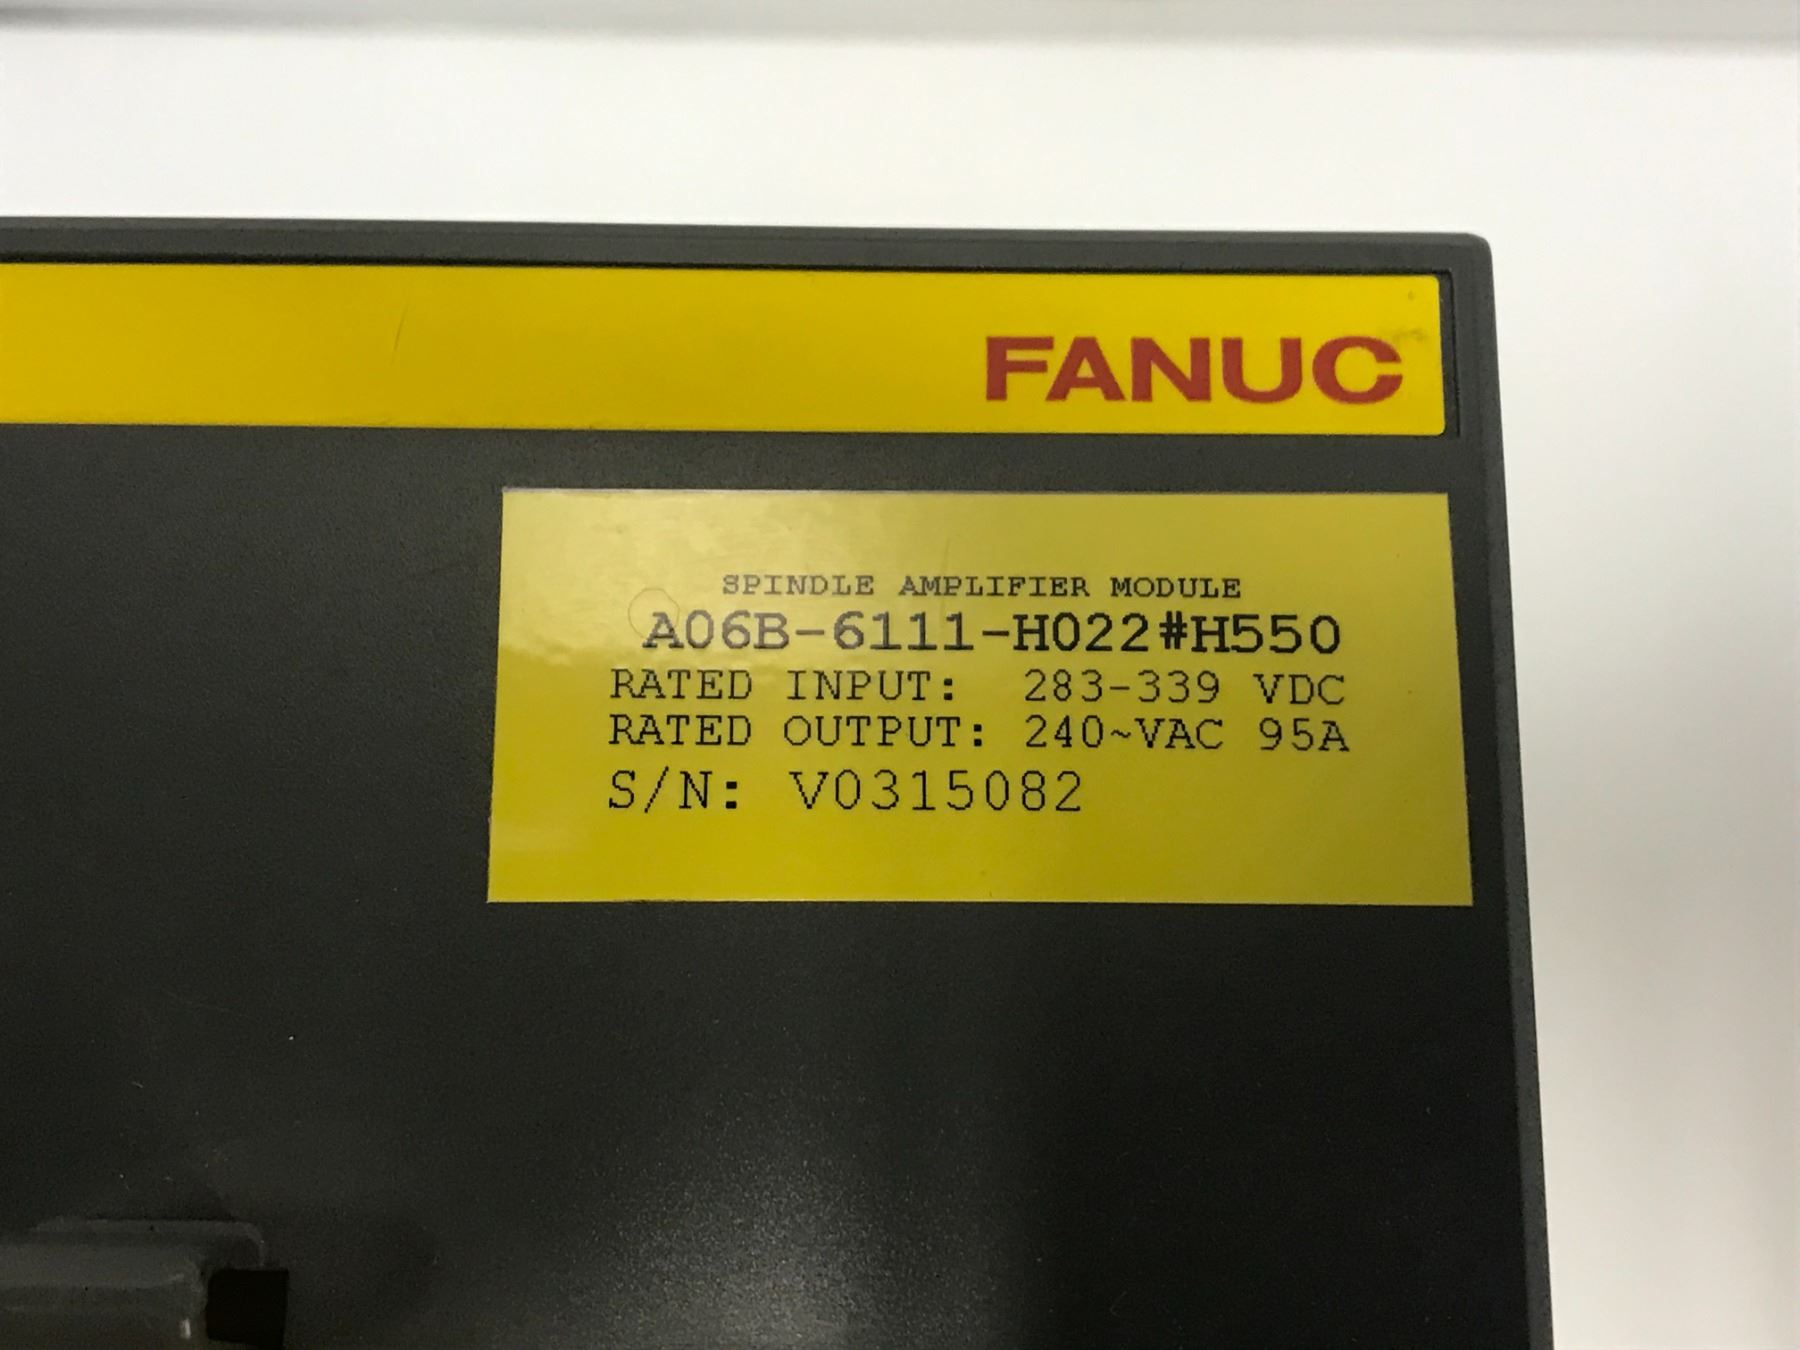 FANUC
SPINDLE AMPLIFIER MODULE
A06B-6111-H022#H550
RATED INPUT: 283-339 VDC
RATED OUTPUT: 240~VAC 95A
S/N: V0315082